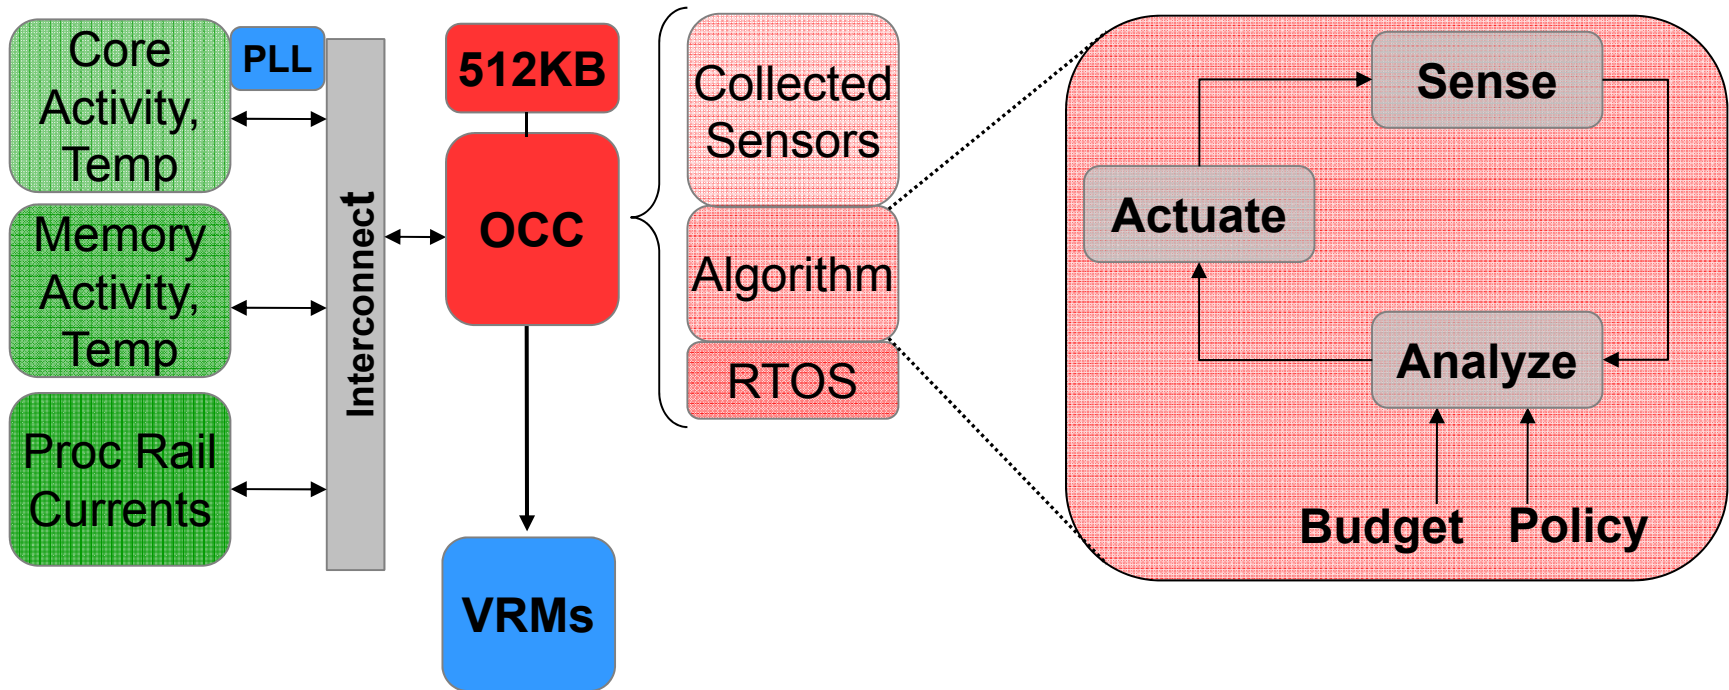 Core
Activity,
Temp
PLL
Memory
Activity,
Temp
Proc Rail
Currents
Interconnect
512KB
OCC
VRMs
Collected
Sensors
Algorithm
RTOS
Sense
Actuate
Analyze
Budget
Policy